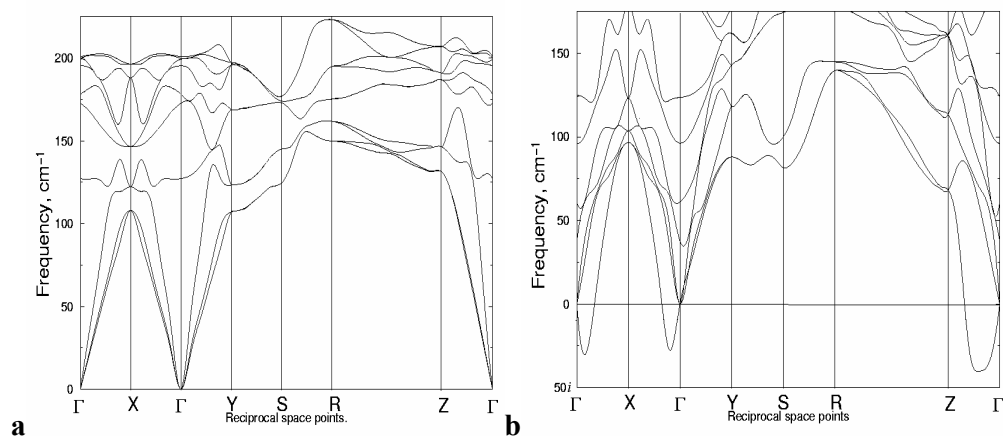 Frequency, cm⁻¹
200
150
100
50
0
Γ X Γ Y S R Z Γ
Reciprocal space points.
a
Frequency, cm⁻¹
150
100
50
0
50i
Γ X Γ Y S R Z Γ
Reciprocal space points
b